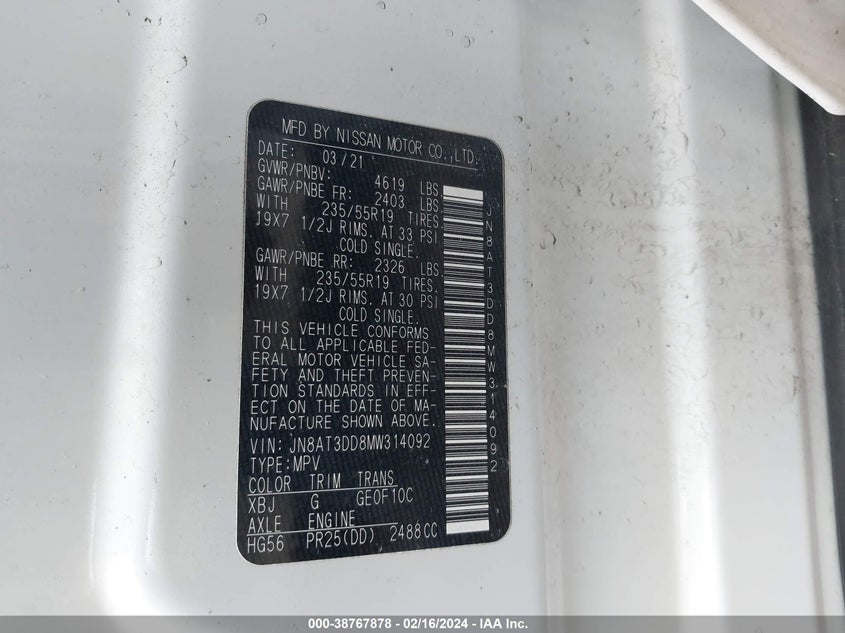 MFD BY NISSAN MOTOR CO.,LTD.
DATE: 03/21
GVWR/PNBV: 4619 LBS
GAWR/PNBE FR: 2403 LBS
WITH 235/55R19 TIRES.
19X7 1/2J RIMS. AT 33 PSI
COLD SINGLE.
GAWR/PNBE RR: 2326 LBS
WITH 235/55R19 TIRES.
19X7 1/2J RIMS. AT 30 PSI
COLD SINGLE.
THIS VEHICLE CONFORMS
TO ALL APPLICABLE FED-
ERAL MOTOR VEHICLE SA-
FETY AND THEFT PREVEN-
TION STANDARDS IN EFF-
ECT ON THE DATE OF MA-
NUFACTURE SHOWN ABOVE.
VIN: JN8AT3DD8MW314092
TYPE:MPV
COLOR TRIM TRANS
XBJ G GE0F10C
AXLE ENGINE
HG56 PR25(DD) 2488CC
JN8AT3DD8MW314092
000-38767878 - 02/16/2024 - IAA Inc.